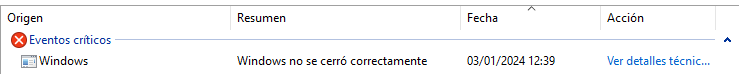 Origen Resumen Fecha Acción
Eventos críticos
Windows Windows no se cerró correctamente 03/01/2024 12:39 Ver detalles técnic...